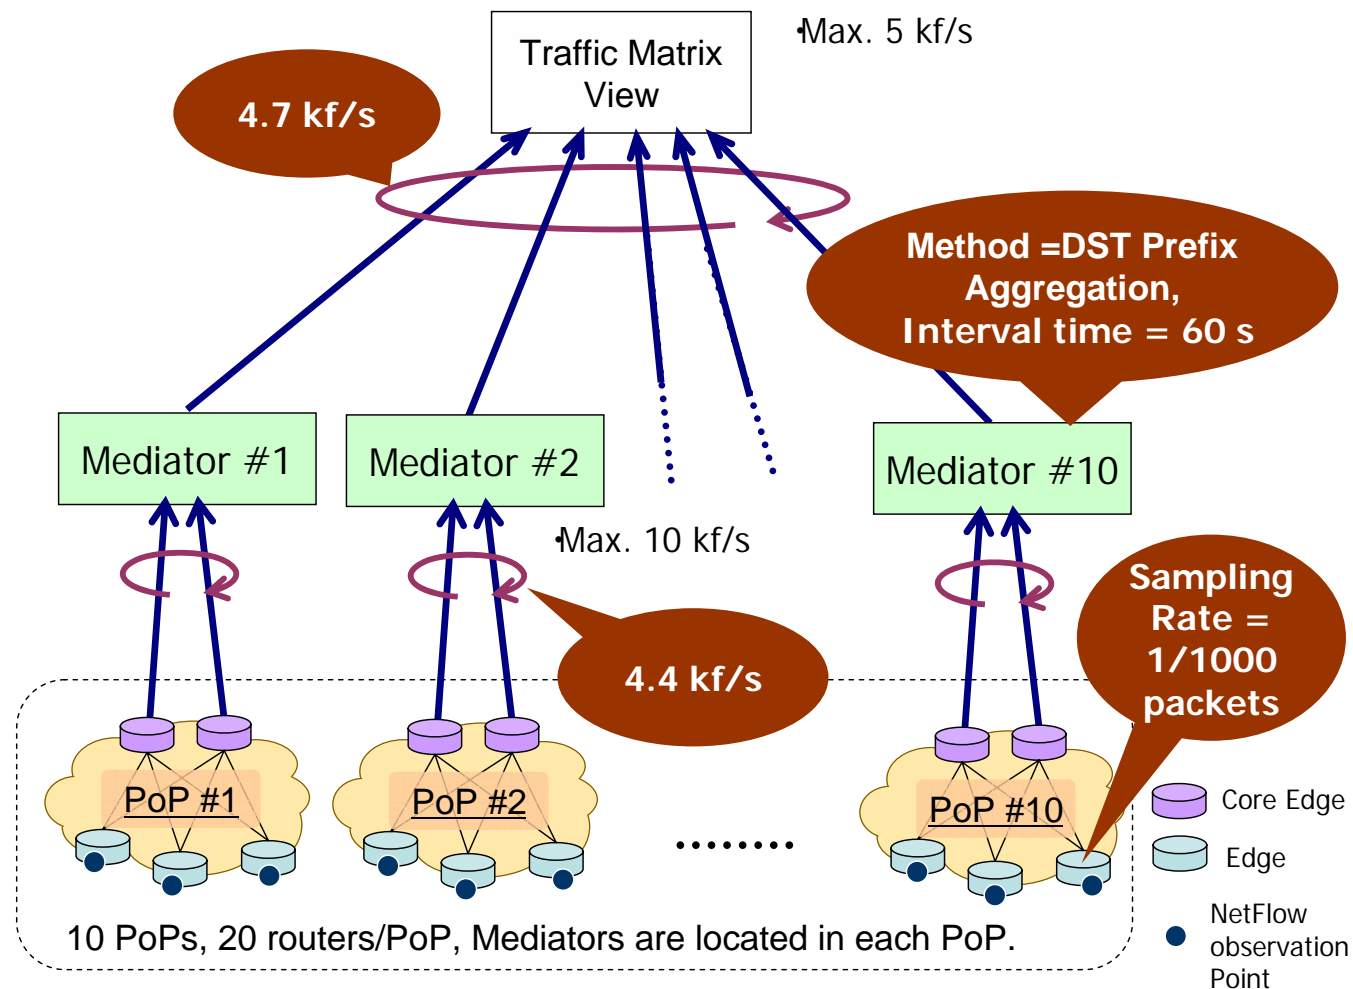 Traffic Matrix
View
•Max. 5 kf/s
4.7 kf/s
Method =DST Prefix
Aggregation,
Interval time = 60 s
Mediator #1
Mediator #2
Mediator #10
•Max. 10 kf/s
Sampling
Rate =
1/1000
packets
4.4 kf/s
PoP #1
PoP #2
PoP #10
........
Core Edge
Edge
NetFlow
observation
Point
10 PoPs, 20 routers/PoP, Mediators are located in each PoP.